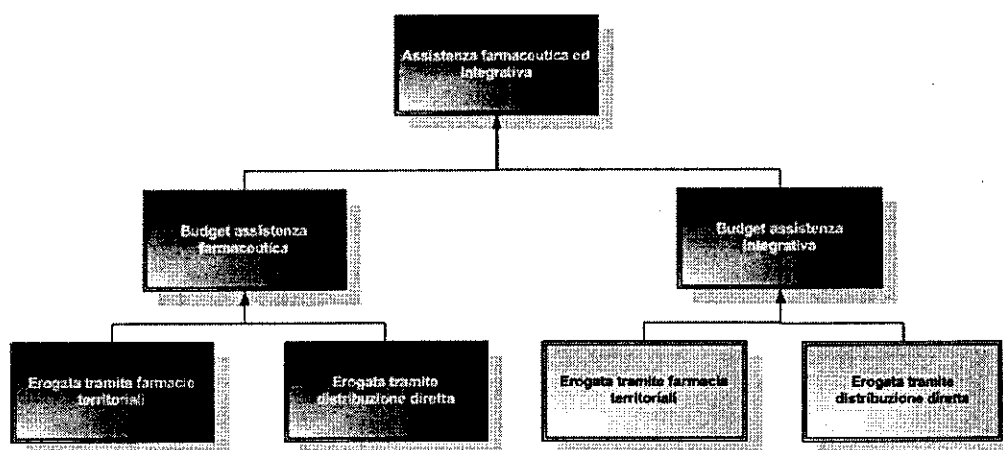 Assistenza farmaceutica ed
Integrativa
Budget assistenza
farmaceutica
Budget assistenza
Integrativa
Erogata tramite farmacie
territoriali
Erogata tramite
distribuzione diretta
Erogata tramite farmacie
territoriali
Erogata tramite
distribuzione diretta